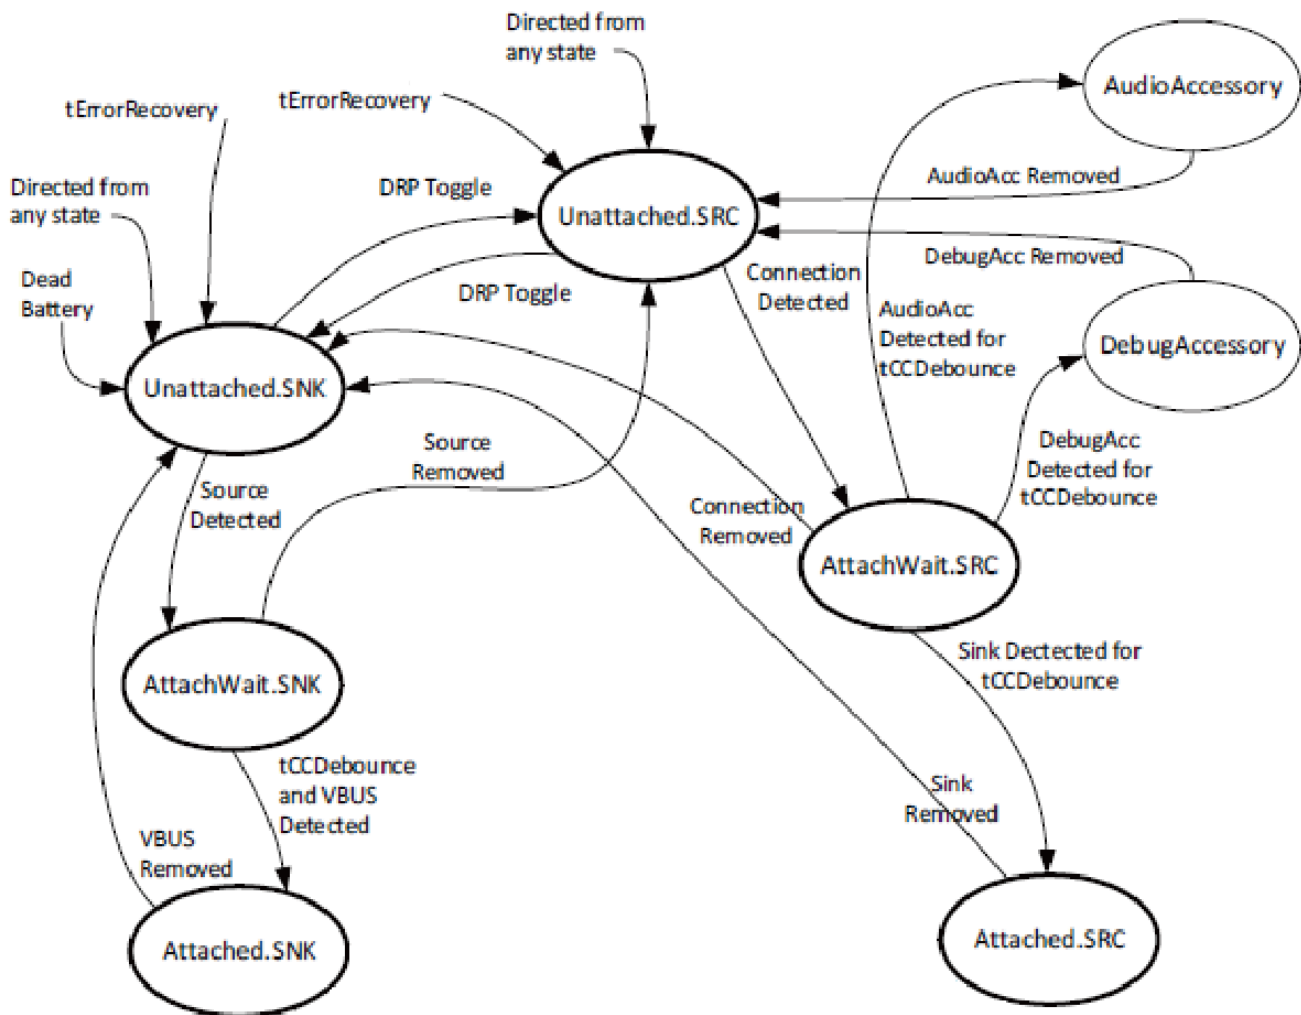 Directed from
any state
AudioAccessory
tErrorRecovery
tErrorRecovery
AudioAcc Removed
DRP Toggle
Directed from
any state
Unattached.SRC
DebugAcc Removed
Connection
Detected
Dead
Battery
DRP Toggle
AudioAcc
Detected for
tCCDebounce
DebugAccessory
Unattached.SNK
Source
Removed
DebugAcc
Detected for
tCCDebounce
Source
Detected
Connection
Removed
AttachWait.SRC
Sink Dectected for
tCCDebounce
AttachWait.SNK
tCCDebounce
and VBUS
Detected
Sink
Removed
VBUS
Removed
Attached.SNK
Attached.SRC